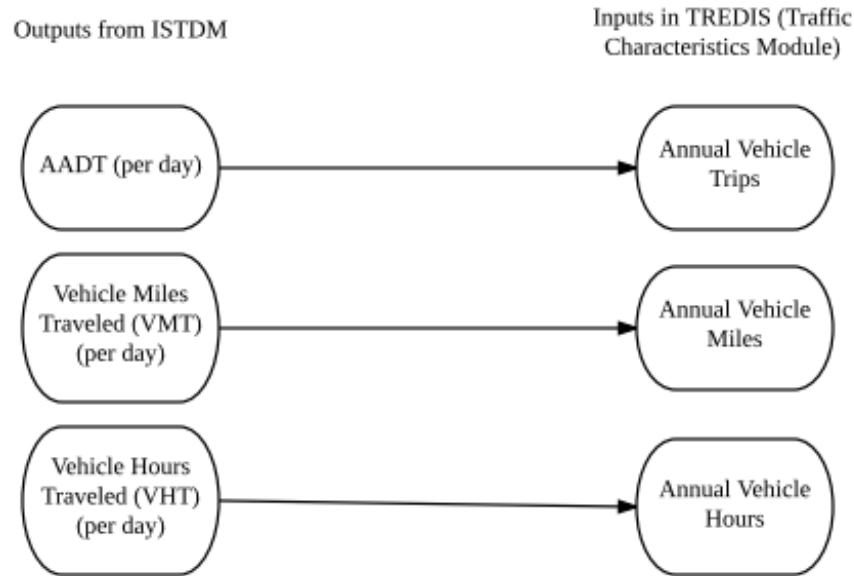 Outputs from ISTDM
Inputs in TREDIS (Traffic
Characteristics Module)
AADT (per day)
Annual Vehicle
Trips
Vehicle Miles
Traveled (VMT)
(per day)
Annual Vehicle
Miles
Vehicle Hours
Traveled (VHT)
(per day)
Annual Vehicle
Hours